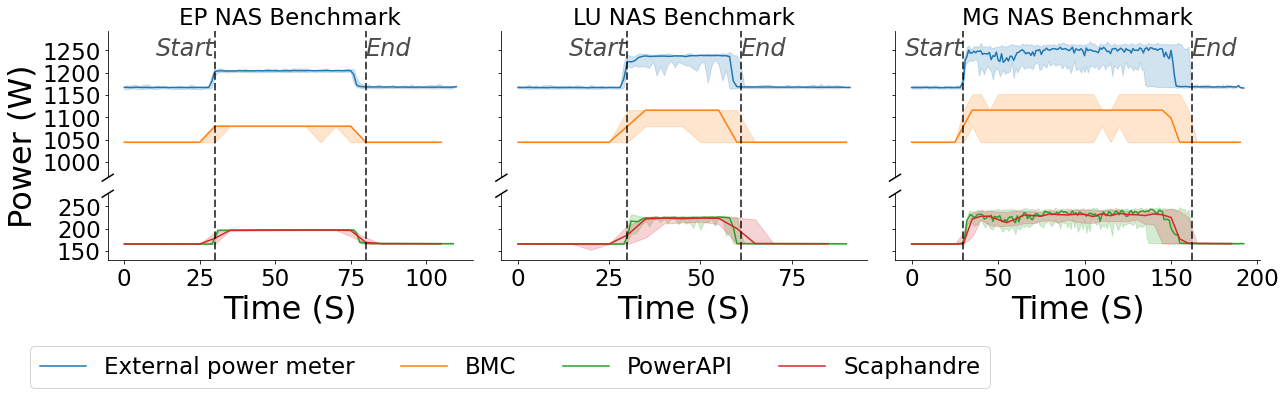 EP NAS Benchmark
LU NAS Benchmark
MG NAS Benchmark
Start
End
Start
End
Start
End
Power (W)
1250
1200
1150
1100
1050
1000
250
200
150
0 25 50 75 100
0 25 50 75
0 50 100 150 200
Time (S)
Time (S)
Time (S)
External power meter
BMC
PowerAPI
Scaphandre